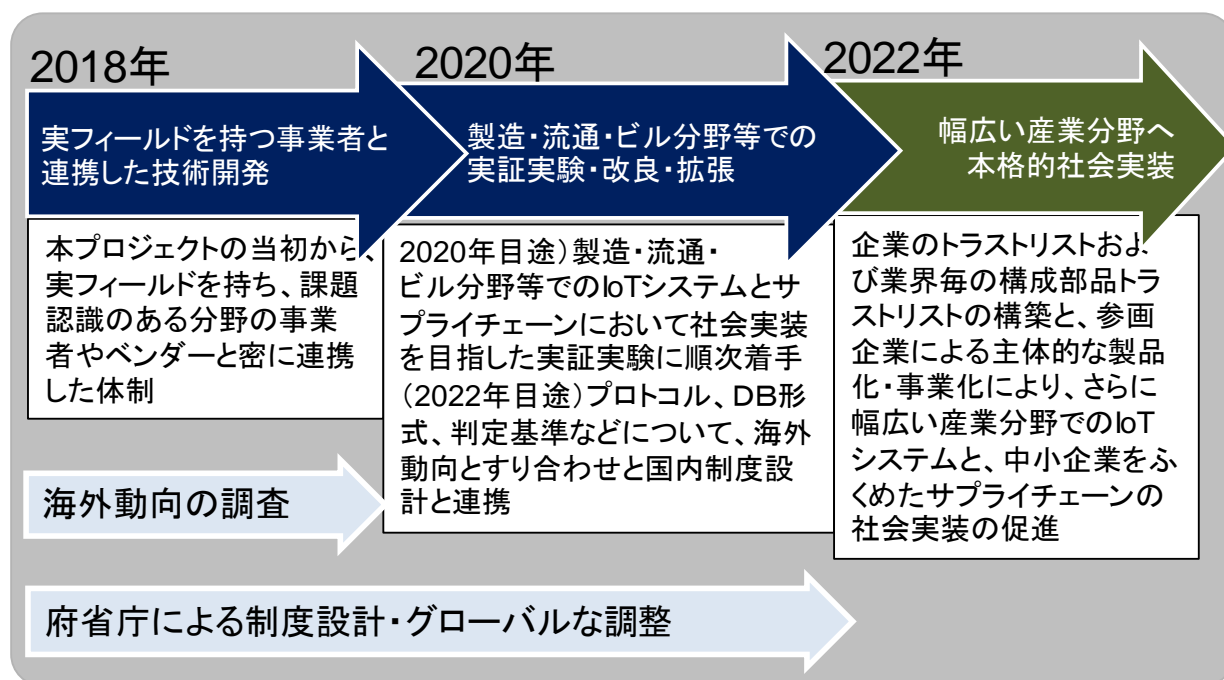 2018年
実フィールドを持つ事業者と
連携した技術開発
本プロジェクトの当初から、
実フィールドを持ち、課題
認識のある分野の事業
者やベンダーと密に連携
した体制
2020年
製造・流通・ビル分野等での
実証実験・改良・拡張
2020年目途）製造・流通・
ビル分野等でのIoTシステムとサ
プライチェーンにおいて社会実装
を目指した実証実験に順次着手
（2022年目途）プロトコル、DB形
式、判定基準などについて、海外
動向とすり合わせと国内制度設
計と連携
2022年
幅広い産業分野へ
本格的社会実装
企業のトラストリストおよ
び業界毎の構成部品トラ
ストリストの構築と、参画
企業による主体的な製品
化・事業化により、さらに
幅広い産業分野でのIoT
システムと、中小企業をふ
くめたサプライチェーンの
社会実装の促進
海外動向の調査
府省庁による制度設計・グローバルな調整